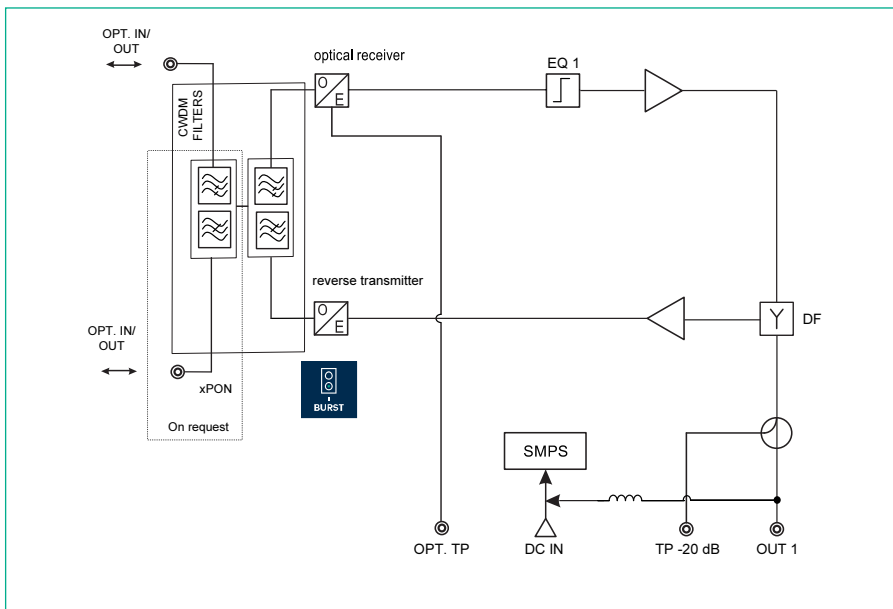 OPT. IN/
OUT
optical receiver
EQ 1
CWDM
FILTERS
O
E
reverse transmitter
O
E
DF
OPT. IN/
OUT
xPON
BURST
On request
SMPS
OPT. TP
DC IN
TP -20 dB
OUT 1